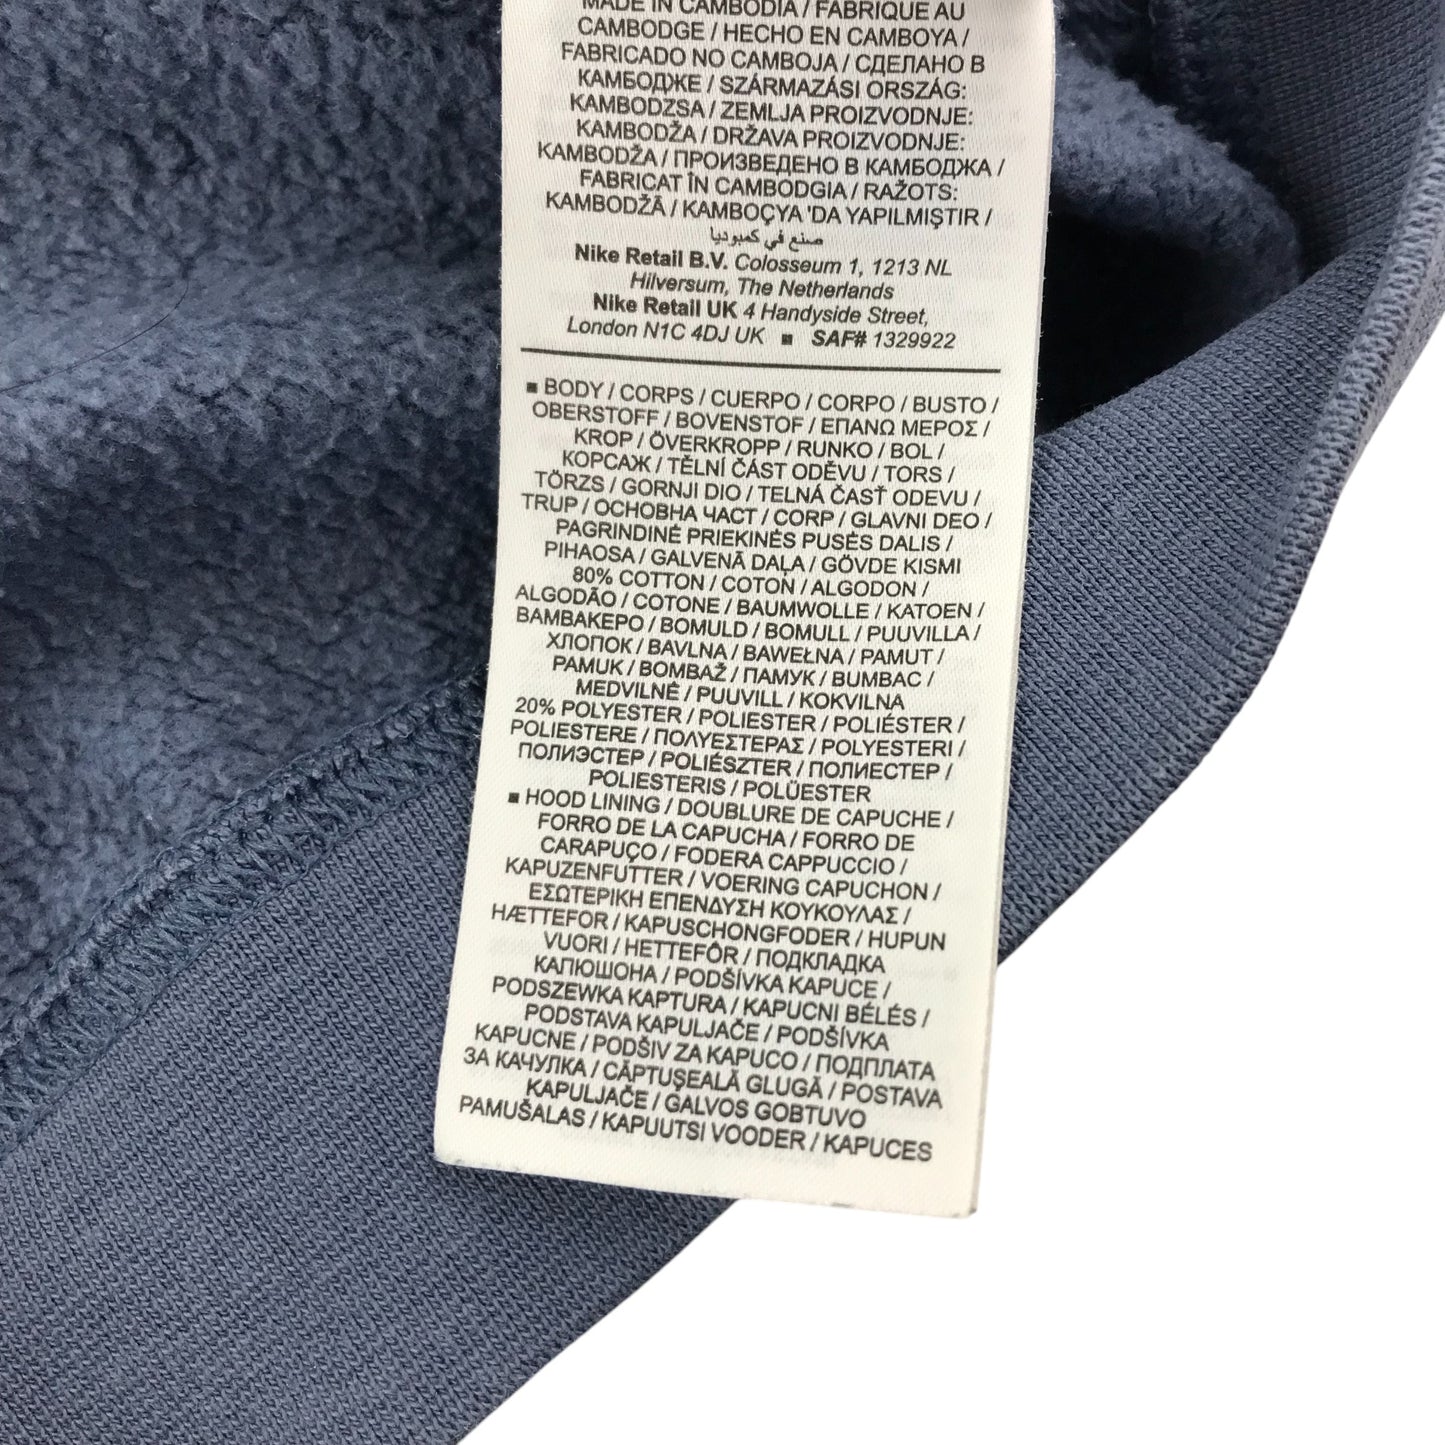 MADE IN CAMBODIA / FABRIQUE AU
CAMBODGE / HECHO EN CAMBOYA /
FABRICADO NO CAMBOJA / СДЕЛАНО В
КАМБОДЖЕ / SZÁRMAZÁSI ORSZÁG:
KAMBODZSA / ZEMLJA PROIZVODNJE:
KAMBODŽA / DRŽAVA PROIZVODNJE:
KAMBODŽA / ПРОИЗВЕДЕНО В КАМБОДЖА /
FABRICAT ÎN CAMBODGIA / RAŽOTS:
KAMBODŽĀ / KAMBOÇYA 'DA YAPILMIŞTIR /
صنع في كمبوديا
Nike Retail B.V. Colosseum 1, 1213 NL
Hilversum, The Netherlands
Nike Retail UK 4 Handyside Street,
London N1C 4DJ UK ■ SAF# 1329922
■ BODY / CORPS / CUERPO / CORPO / BUSTO /
OBERSTOFF / BOVENSTOF / ΕΠΑΝΩ ΜΕΡΟΣ /
KROP / ÖVERKROPP / RUNKO / BOL /
КОРСАЖ / TĚLNÍ ČÁST ODĚVU / TORS /
TÖRZS / GORNJI DIO / TELNÁ ČASŤ ODEVU /
TRUP / ОСНОВНА ЧАСТ / CORP / GLAVNI DEO /
PAGRINDINĖ PRIEKINĖS PUSĖS DALIS /
PIHAOSA / GALVENĀ DAĻA / GÖVDE KISMI
80% COTTON / COTON / ALGODON /
ALGODÃO / COTONE / BAUMWOLLE / KATOEN /
ΒΑΜΒΑΚΕΡΟ / BOMULD / BOMULL / PUUVILLA /
ХЛОПОК / BAVLNA / BAWEŁNA / PAMUT /
PAMUK / BOMBAŽ / ПАМУК / BUMBAC /
MEDVILNĖ / PUUVILL / KOKVILNA
20% POLYESTER / POLIESTER / POLIÉSTER /
POLIESTERE / ΠΟΛΥΕΣΤΕΡΑΣ / POLYESTERI /
ПОЛИЭСТЕР / POLIÉSZTER / ПОЛИЕСТЕР /
POLIESTERIS / POLÜESTER
■ HOOD LINING / DOUBLURE DE CAPUCHE /
FORRO DE LA CAPUCHA / FORRO DE
CARAPUÇO / FODERA CAPPUCCIO /
KAPUZENFUTTER / VOERING CAPUCHON /
ΕΣΩΤΕΡΙΚΗ ΕΠΕΝΔΥΣΗ ΚΟΥΚΟΥΛΑΣ /
HÆTTEFOR / KAPUSCHONGFODER / HUPUN
VUORI / HETTEFÔR / ПОДКЛАДКА
КАПЮШОНА / PODŠÍVKA KAPUCE /
PODSZEWKA KAPTURA / KAPUCNI BÉLÉS /
PODSTAVA KAPULJAČE / PODŠÍVKA
KAPUCNE / PODŠIV ZA KAPUCO / ПОДПЛАТА
ЗА КАЧУЛКА / CĂPTUŞEALĂ GLUGĂ / POSTAVA
KAPULJAČE / GALVOS GOBTUVO
PAMUŠALAS / KAPUUTSI VOODER / KAPUCES